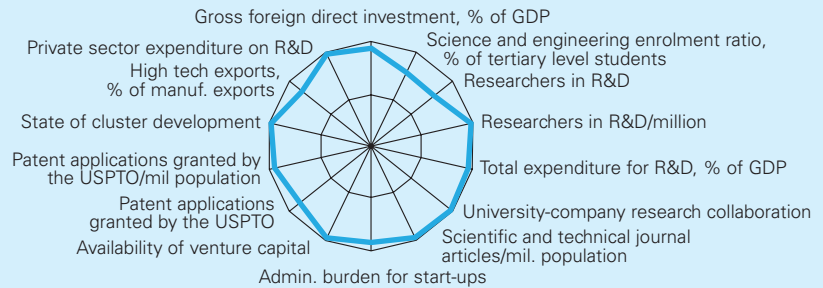 Gross foreign direct investment, % of GDP
Private sector expenditure on R&D
Science and engineering enrolment ratio,
% of tertiary level students
High tech exports,
% of manuf. exports
Researchers in R&D
State of cluster development
Researchers in R&D/million
Patent applications granted by
the USPTO/mil population
Total expenditure for R&D, % of GDP
Patent applications
granted by the USPTO
University-company research collaboration
Availability of venture capital
Scientific and technical journal
articles/mil. population
Admin. burden for start-ups